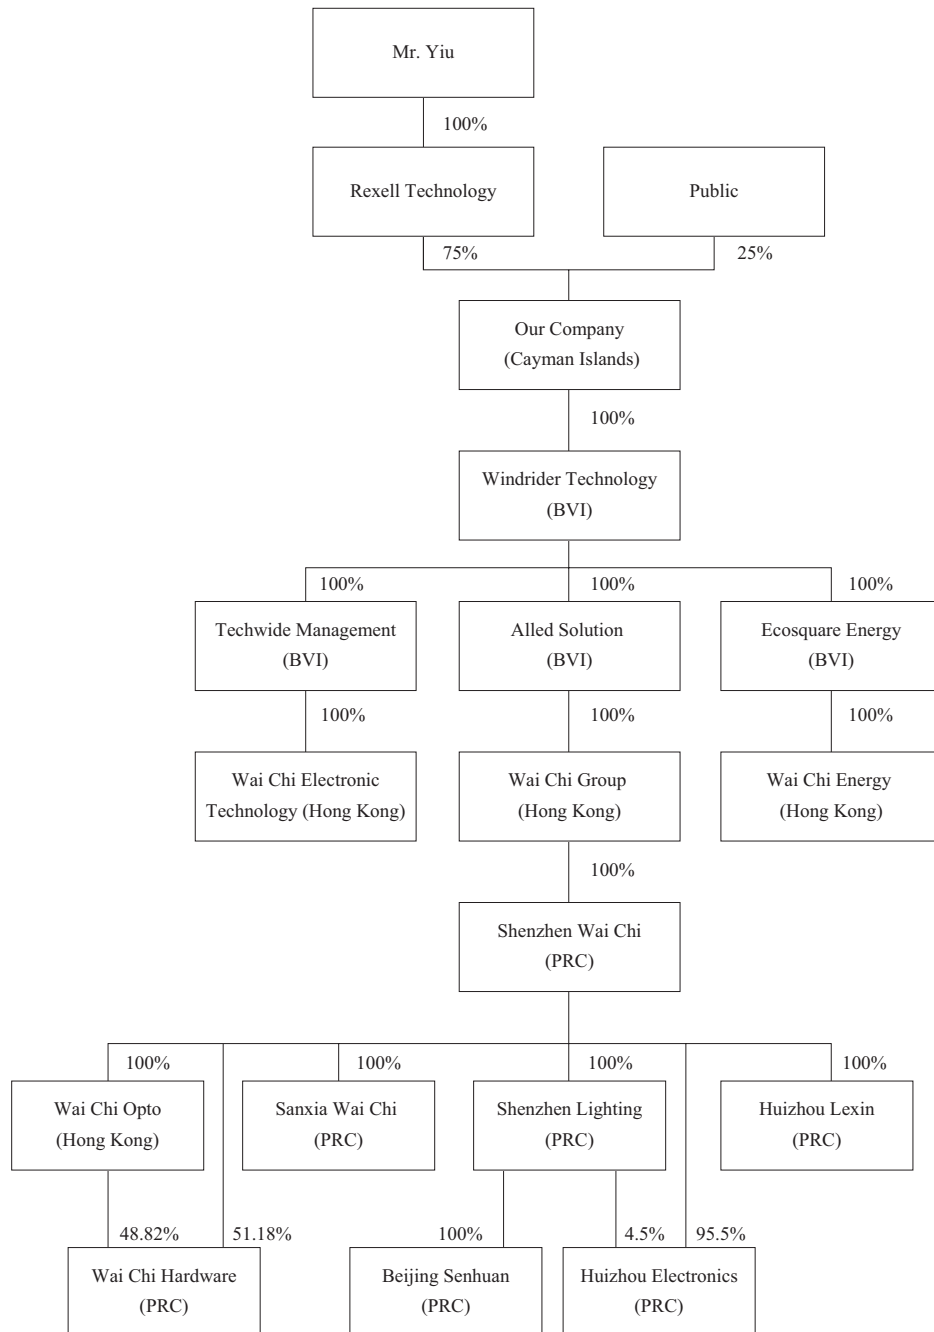 Mr. Yiu
100%
Rexell Technology
Public
75%
25%
Our Company
(Cayman Islands)
100%
Windrider Technology
(BVI)
100%
100%
100%
Techwide Management
(BVI)
Alled Solution
(BVI)
Ecosquare Energy
(BVI)
100%
100%
100%
Wai Chi Electronic
Technology (Hong Kong)
Wai Chi Group
(Hong Kong)
Wai Chi Energy
(Hong Kong)
100%
Shenzhen Wai Chi
(PRC)
100%
100%
100%
100%
Wai Chi Opto
(Hong Kong)
Sanxia Wai Chi
(PRC)
Shenzhen Lighting
(PRC)
Huizhou Lexin
(PRC)
48.82%
51.18%
100%
4.5%
95.5%
Wai Chi Hardware
(PRC)
Beijing Senhuan
(PRC)
Huizhou Electronics
(PRC)